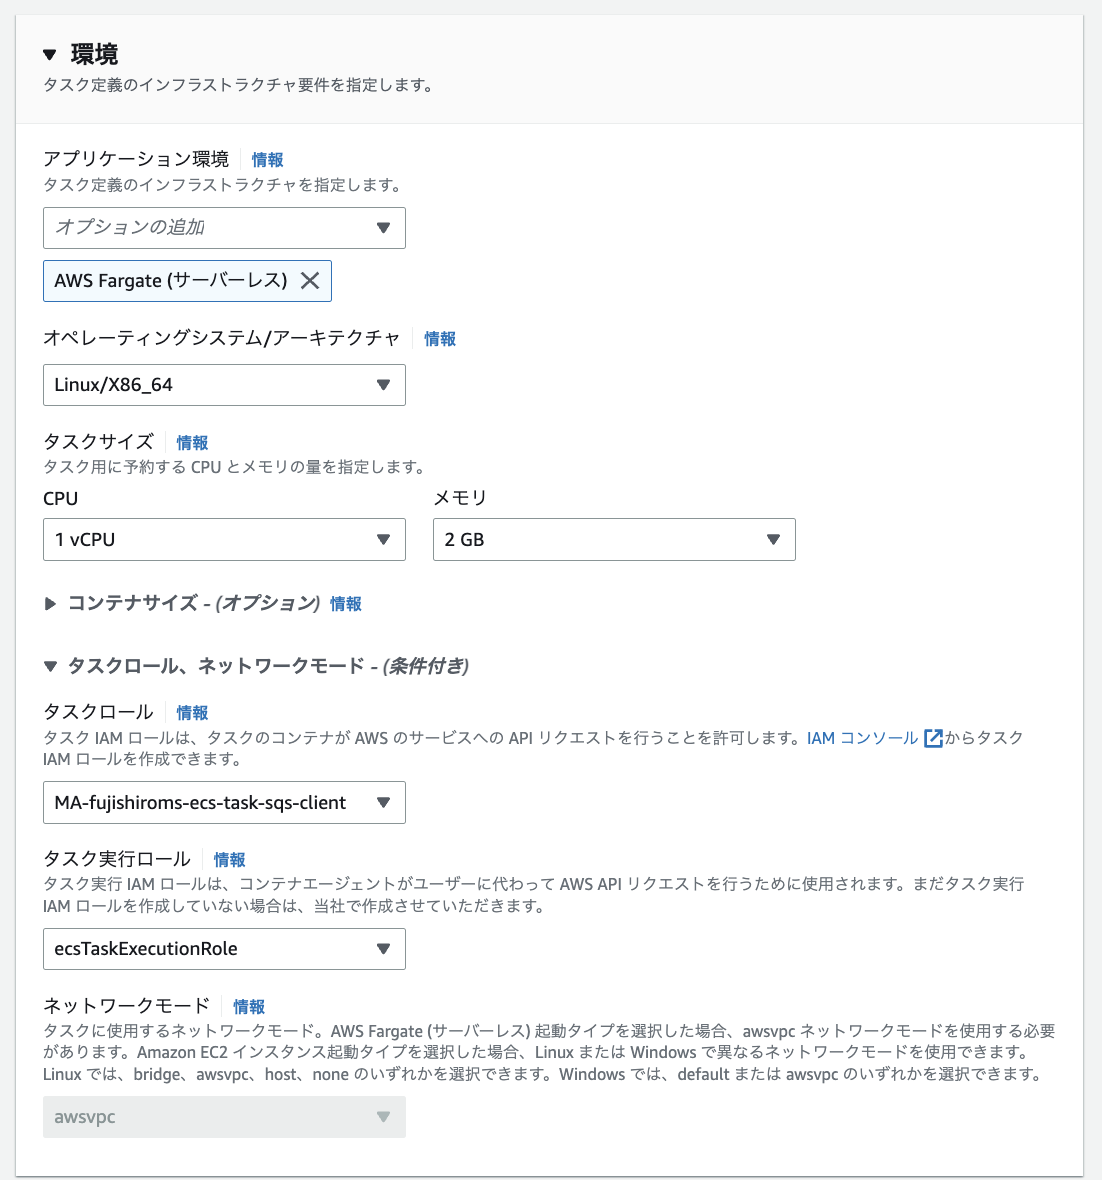 環境
タスク定義のインフラストラクチャ要件を指定します。
アプリケーション環境 情報
タスク定義のインフラストラクチャを指定します。
オプションの追加
AWS Fargate (サーバーレス)
オペレーティングシステム/アーキテクチャ 情報
Linux/X86_64
タスクサイズ 情報
タスク用に予約する CPU とメモリの量を指定します。
CPU メモリ
1 vCPU 2 GB
コンテナサイズ - (オプション) 情報
タスクロール、ネットワークモード - (条件付き)
タスクロール 情報
タスク IAM ロールは、タスクのコンテナが AWS のサービスへの API リクエストを行うことを許可します。IAM コンソール からタスク
IAM ロールを作成できます。
MA-fujishiroms-ecs-task-sqs-client
タスク実行ロール 情報
タスク実行 IAM ロールは、コンテナエージェントがユーザーに代わって AWS API リクエストを行うために使用されます。まだタスク実行
IAM ロールを作成していない場合は、当社で作成させていただきます。
ecsTaskExecutionRole
ネットワークモード 情報
タスクに使用するネットワークモード。AWS Fargate (サーバーレス) 起動タイプを選択した場合、awsvpc ネットワークモードを使用する必要
があります。Amazon EC2 インスタンス起動タイプを選択した場合、Linux または Windows で異なるネットワークモードを使用できます。
Linux では、bridge、awsvpc、host、none のいずれかを選択できます。Windows では、default または awsvpc のいずれかを選択できます。
awsvpc